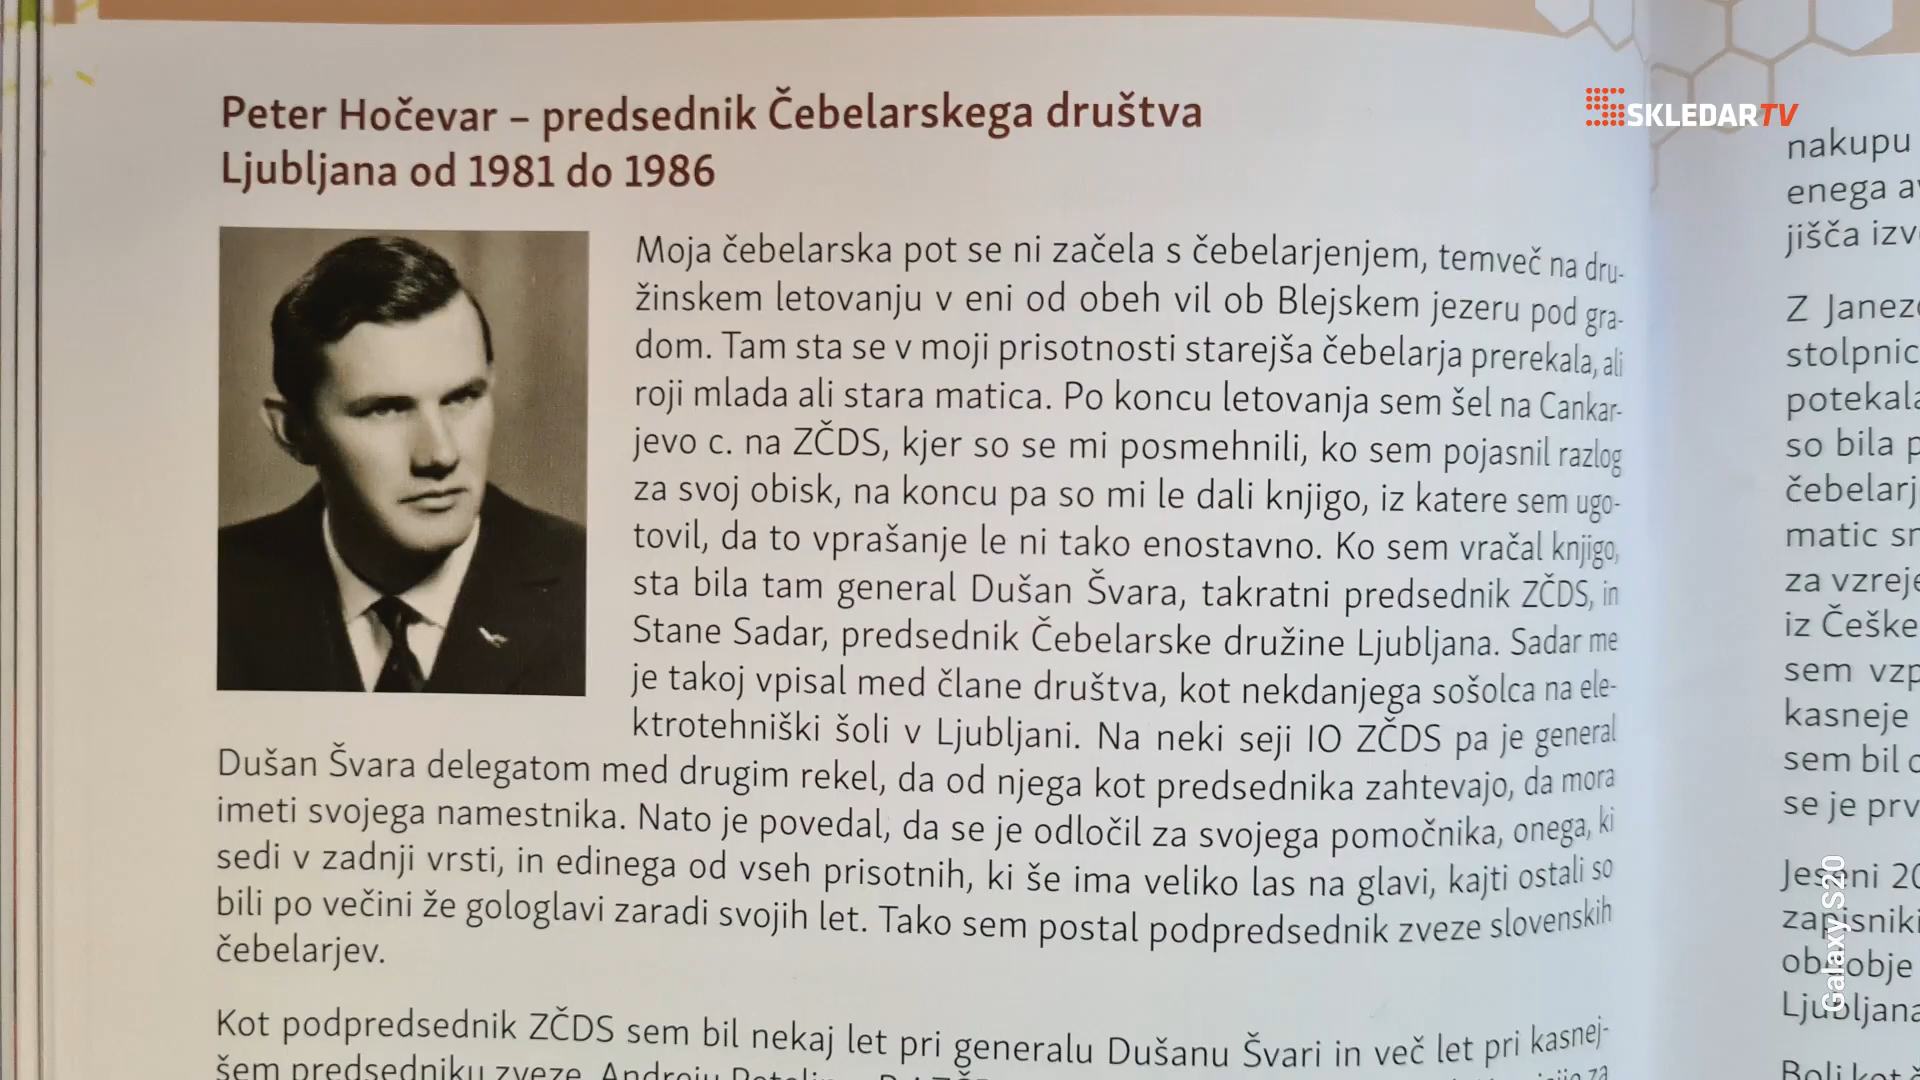 Peter Hočevar – predsednik Čebelarskega društva
Ljubljana od 1981 do 1986
Moja čebelarska pot se ni začela s čebelarjenjem, temveč na dru-
žinskem letovanju v eni od obeh vil ob Blejskem jezeru pod gra-
dom. Tam sta se v moji prisotnosti starejša čebelarja prerekala, ali
roji mlada ali stara matica. Po koncu letovanja sem šel na Cankar-
jevo c. na ZČDS, kjer so se mi posmehnili, ko sem pojasnil razlog
za svoj obisk, na koncu pa so mi le dali knjigo, iz katere sem ugo-
tovil, da to vprašanje le ni tako enostavno. Ko sem vračal knjigo,
sta bila tam general Dušan Švara, takratni predsednik ZČDS, in
Stane Sadar, predsednik Čebelarske družine Ljubljana. Sadar me
je takoj vpisal med člane društva, kot nekdanjega sošolca na ele-
ktrotehniški šoli v Ljubljani. Na neki seji IO ZČDS pa je general
Dušan Švara delegatom med drugim rekel, da od njega kot predsednika zahtevajo, da mora
imeti svojega namestnika. Nato je povedal, da se je odločil za svojega pomočnika, onega, ki
sedi v zadnji vrsti, in edinega od vseh prisotnih, ki še ima veliko las na glavi, kajti ostali so
bili po večini že gologlavi zaradi svojih let. Tako sem postal podpredsednik zveze slovenskih
čebelarjev.
Kot podpredsednik ZČDS sem bil nekaj let pri generalu Dušanu Švari in več let pri kasnej-
šem predsedniku zveze, Andreju
SKLEDARTV
nakupu
enega
jišča
Z
so bila
iz Češke
sem
kasneje
sem bil
se je
Jeseni
Galaxy S20